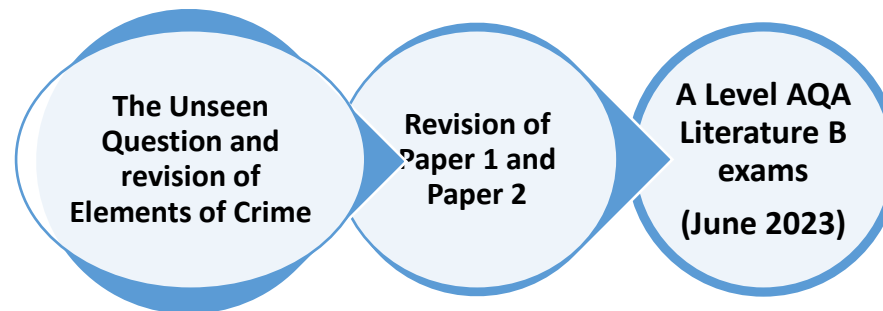 The Unseen
Question and
revision of
Elements of Crime
Revision of
Paper 1 and
Paper 2
A Level AQA
Literature B
exams
(June 2023)